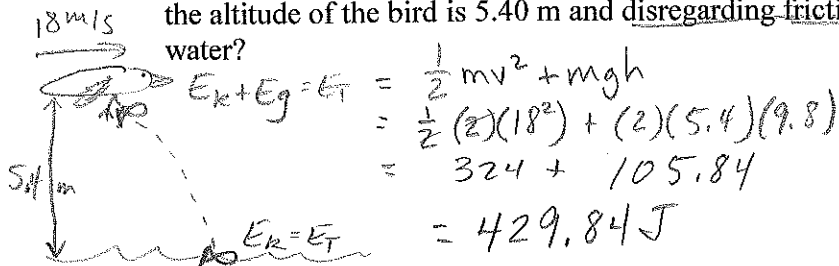 the altitude of the bird is 5.40 m and disregarding fricti
water?
18 m/s
Ek + Eg = ET = 1/2 mv² + mgh
= 1/2 (2)(18²) + (2)(5.4)(9.8)
= 324 + 105.84
5.4 m
Ek = ET
= 429.84 J